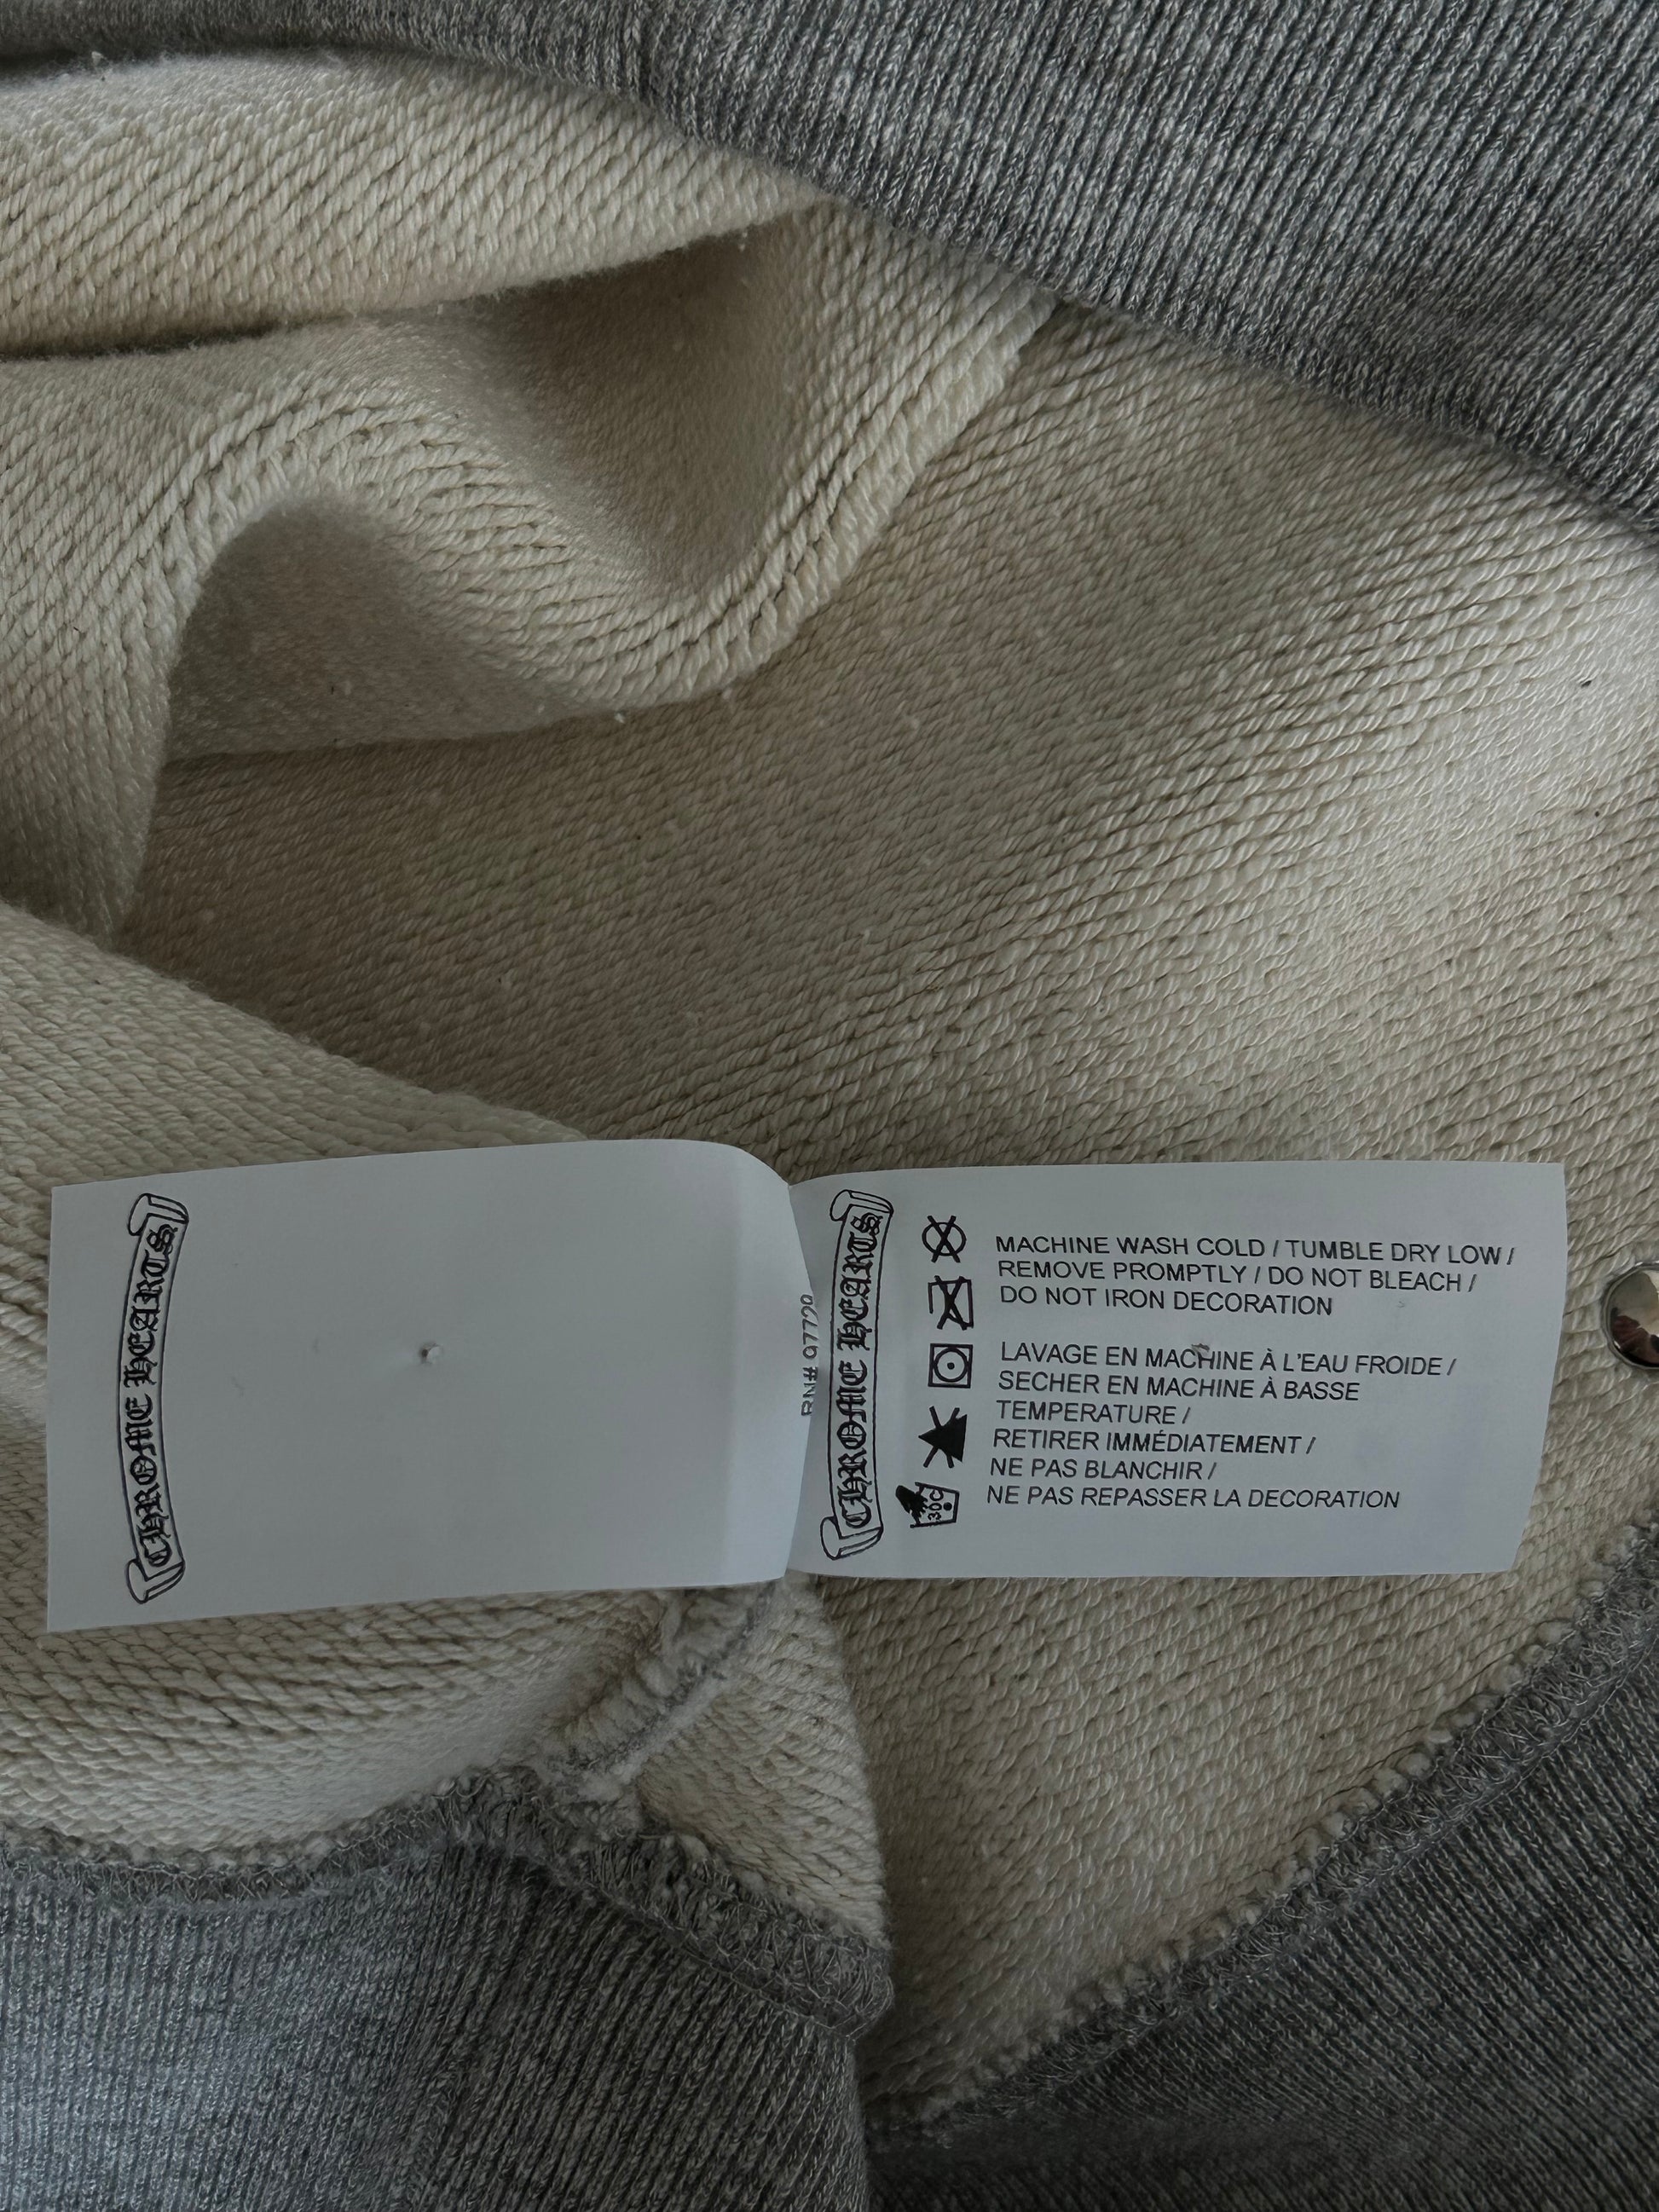 CHROME HEARTS
RN# 07720
CHROME HEARTS
MACHINE WASH COLD / TUMBLE DRY LOW /
REMOVE PROMPTLY / DO NOT BLEACH /
DO NOT IRON DECORATION
LAVAGE EN MACHINE À L'EAU FROIDE /
SECHER EN MACHINE À BASSE
TEMPERATURE /
RETIRER IMMÉDIATEMENT /
NE PAS BLANCHIR /
NE PAS REPASSER LA DECORATION
30C